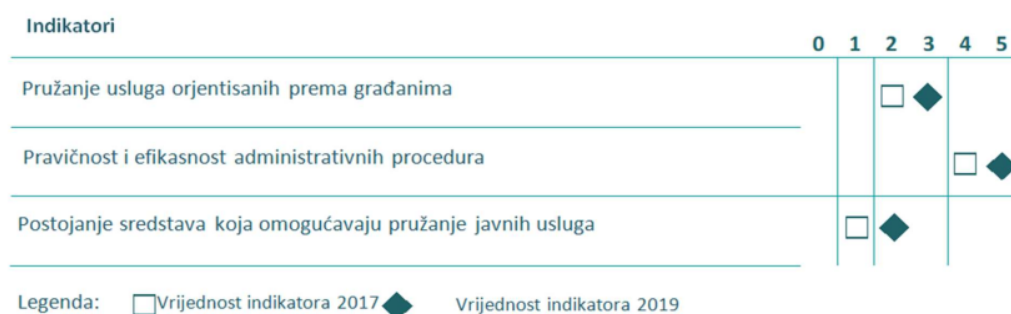 Indikatori
0 1 2 3 4 5
Pružanje usluga orjentisanih prema građanima
Pravičnost i efikasnost administrativnih procedura
Postojanje sredstava koja omogućavaju pružanje javnih usluga
Legenda: Vrijednost indikatora 2017 Vrijednost indikatora 2019